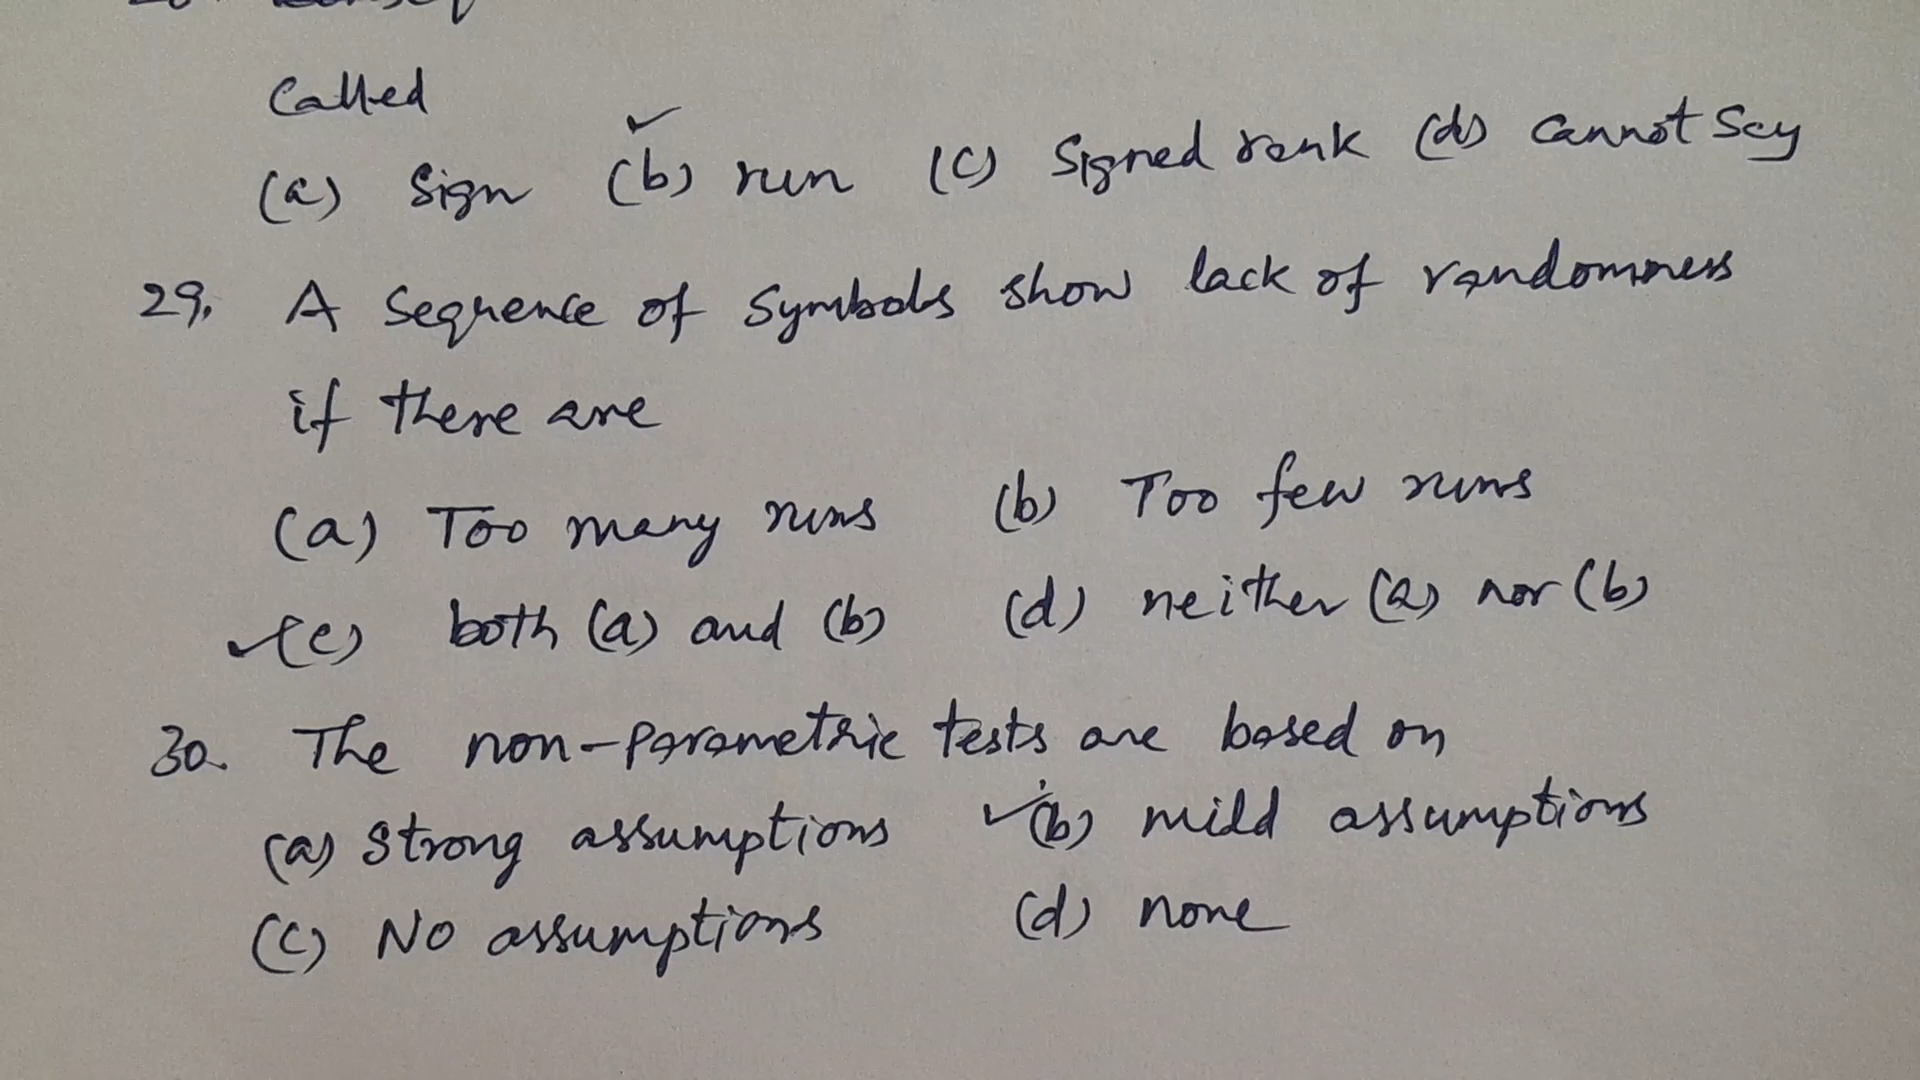 Called
(a) Sign (b) run (c) Signed rank (d) cannot say
29. A Sequence of Symbols show lack of randomness
if there are
(a) Too many runs (b) Too few runs
(c) both (a) and (b) (d) neither (a) nor (b)
30. The non-parametric tests are based on
(a) Strong assumptions (b) mild assumptions
(c) No assumptions (d) none